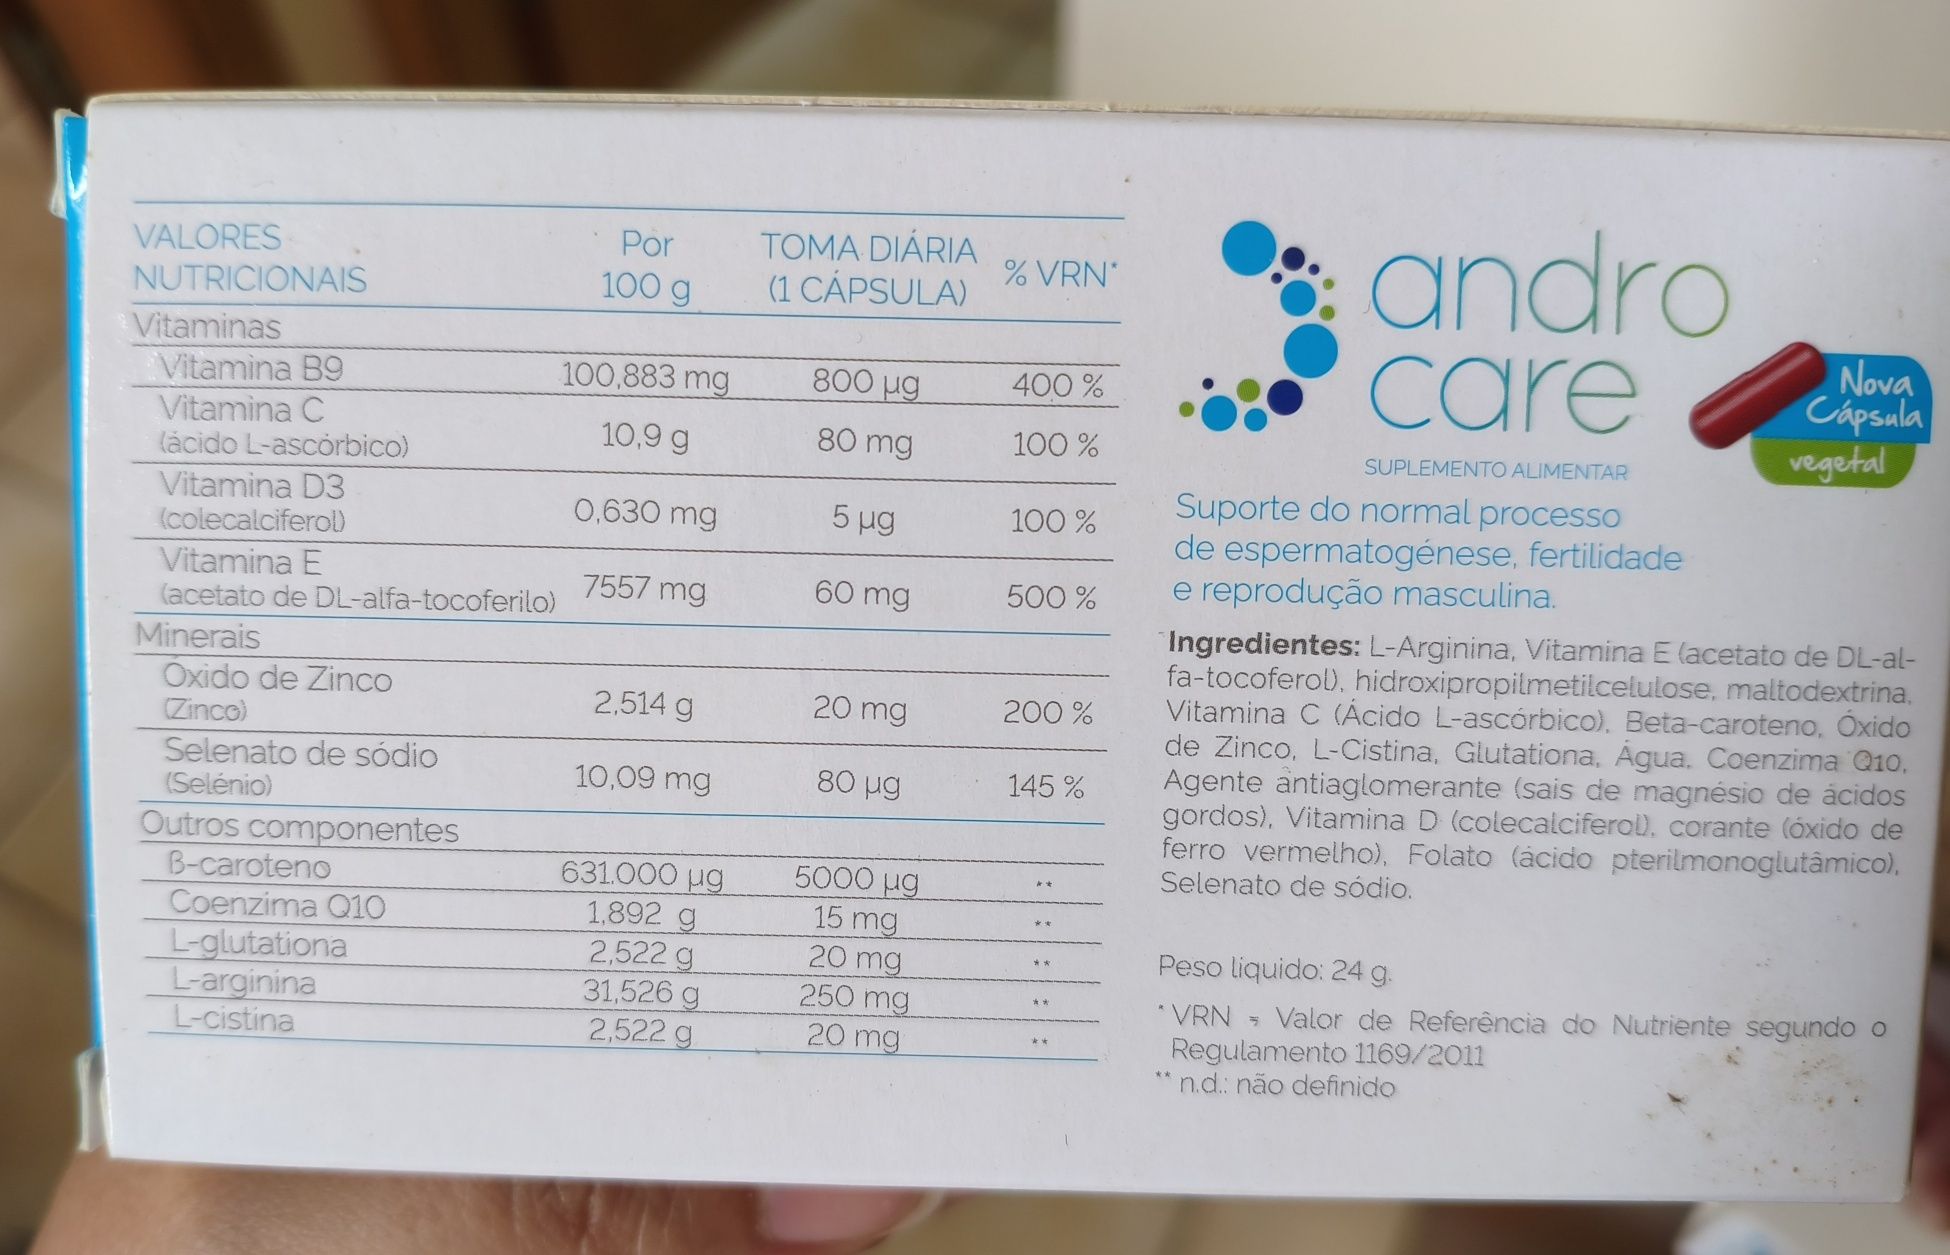 VALORES NUTRICIONAIS Por 100 g TOMA DIÁRIA (1 CÁPSULA) % VRN*
Vitaminas
Vitamina B9 100,883 mg 800 µg 400 %
Vitamina C (ácido L-ascórbico) 10,9 g 80 mg 100 %
Vitamina D3 (colecalciferol) 0,630 mg 5 µg 100 %
Vitamina E (acetato de DL-alfa-tocoferilo) 7557 mg 60 mg 500 %
Minerais
Óxido de Zinco (Zinco) 2,514 g 20 mg 200 %
Selenato de sódio (Selénio) 10,09 mg 80 µg 145 %
Outros componentes
β-caroteno 631.000 µg 5000 µg **
Coenzima Q10 1,892 g 15 mg **
L-glutationa 2,522 g 20 mg **
L-arginina 31,526 g 250 mg **
L-cistina 2,522 g 20 mg **
andro
care
SUPLEMENTO ALIMENTAR
Nova
Cápsula
vegetal
Suporte do normal processo
de espermatogénese, fertilidade
e reprodução masculina.
Ingredientes: L-Arginina, Vitamina E (acetato de DL-al-
fa-tocoferol), hidroxipropilmetilcelulose, maltodextrina,
Vitamina C (Ácido L-ascórbico), Beta-caroteno, Óxido
de Zinco, L-Cistina, Glutationa, Água, Coenzima Q10,
Agente antiaglomerante (sais de magnésio de ácidos
gordos), Vitamina D (colecalciferol), corante (óxido de
ferro vermelho), Folato (ácido pterilmonoglutâmico),
Selenato de sódio.
Peso liquido: 24 g.
* VRN = Valor de Referência do Nutriente segundo o
Regulamento 1169/2011
** n.d.: não definido